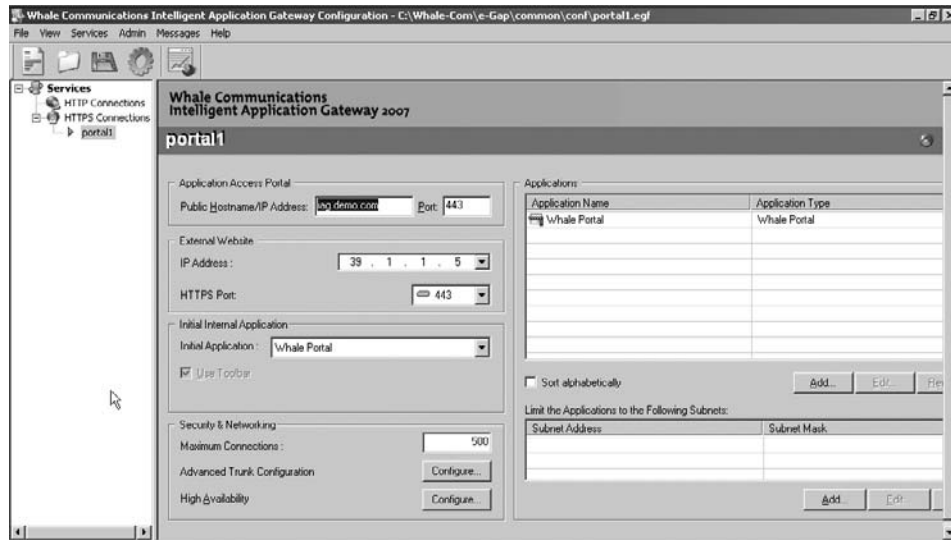 Whale Communications Intelligent Application Gateway Configuration - C:\Whale-Com\e-Gap\common\conf\portal1.egf
File View Services Admin Messages Help
Services
HTTP Connections
HTTPS Connections
portal1
Whale Communications
Intelligent Application Gateway 2007
portal1
Application Access Portal
Public Hostname/IP Address: iag.demo.com Port: 443
External Website
IP Address : 39 . 1 . 1 . 5
HTTPS Port: 443
Initial Internal Application
Initial Application : Whale Portal
Use Toolbar
Security & Networking
Maximum Connections : 500
Advanced Trunk Configuration Configure...
High Availability Configure...
Applications
Application Name Application Type
Whale Portal Whale Portal
Sort alphabetically Add... Edit...
Limit the Applications to the Following Subnets:
Subnet Address Subnet Mask
Add... Edit...